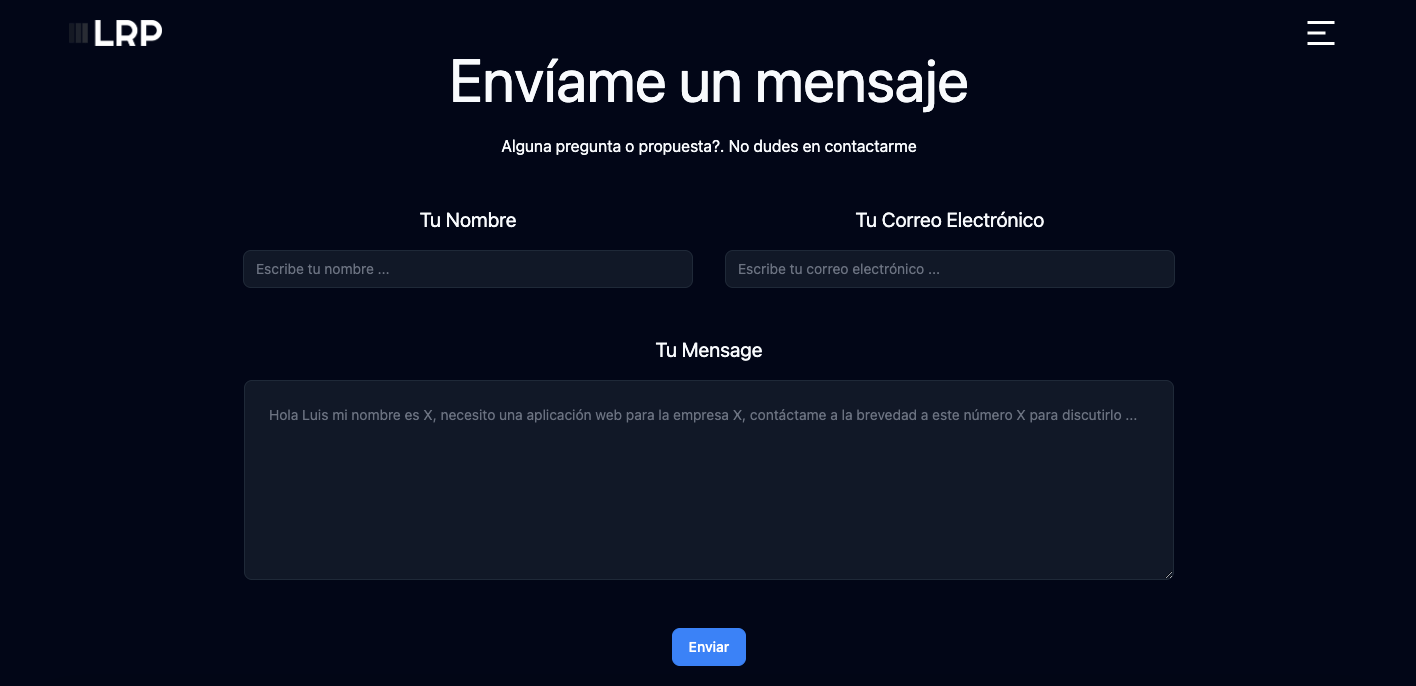 LRP
Envíame un mensaje
Alguna pregunta o propuesta?. No dudes en contactarme
Tu Nombre
Tu Correo Electrónico
Escribe tu nombre ...
Escribe tu correo electrónico ...
Tu Mensage
Hola Luis mi nombre es X, necesito una aplicación web para la empresa X, contáctame a la brevedad a este número X para discutirlo ...
Enviar